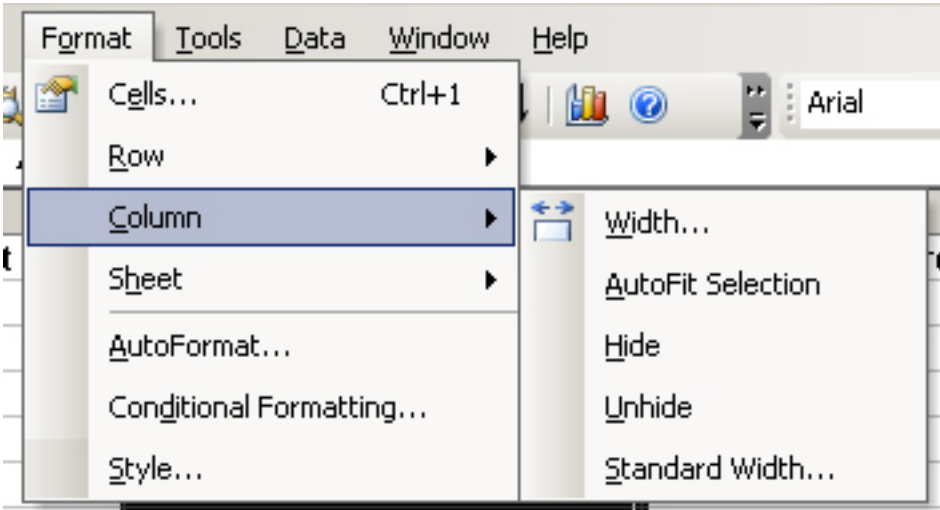 Format Tools Data Window Help
Cells... Ctrl+1
Arial
Row
Column
Sheet
AutoFormat...
Conditional Formatting...
Style...
Width...
AutoFit Selection
Hide
Unhide
Standard Width...